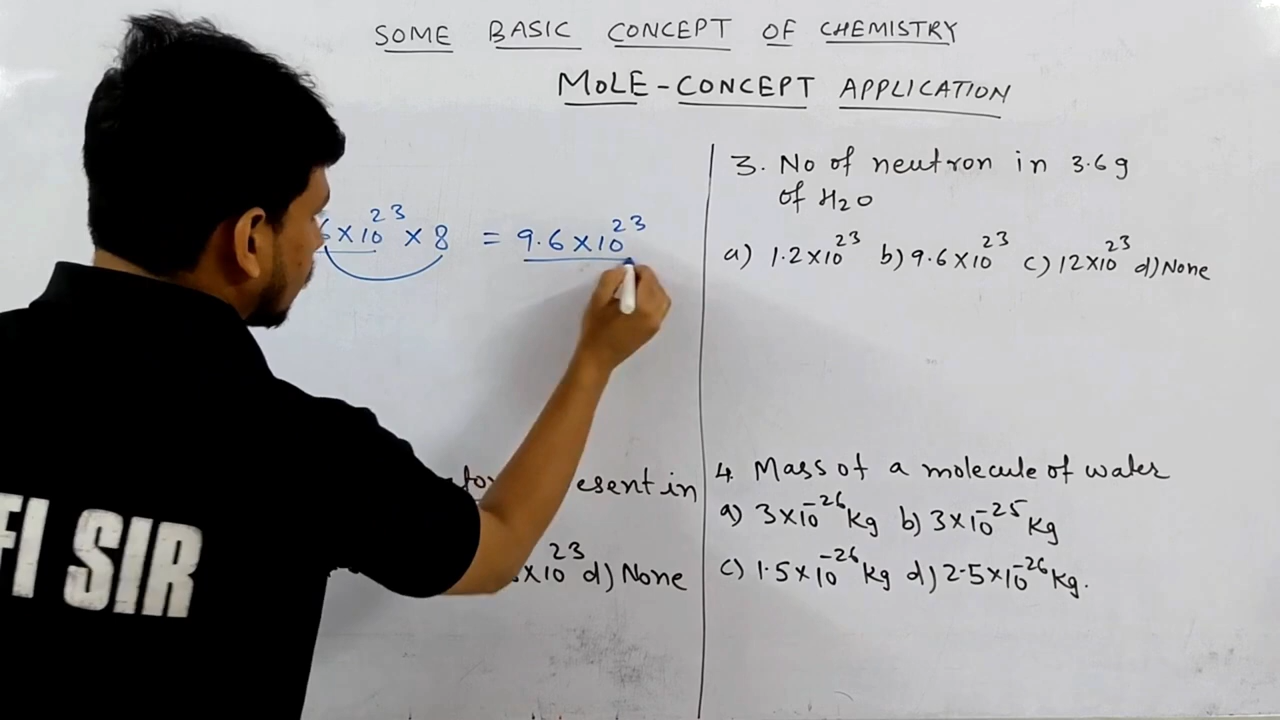 SOME BASIC CONCEPT OF CHEMISTRY
MOLE-CONCEPT APPLICATION
6×10²³ × 8 = 9.6×10²³
esent in
×10²³ d) None
3. No of neutron in 3.6g
of H2O
a) 1.2×10²³ b) 9.6×10²³ c) 12×10²³ d) None
4. Mass of a molecule of water
a) 3×10⁻²⁶ Kg b) 3×10⁻²⁵ Kg
c) 1.5×10⁻²⁶ Kg d) 2.5×10⁻²⁶ Kg.
FI SIR